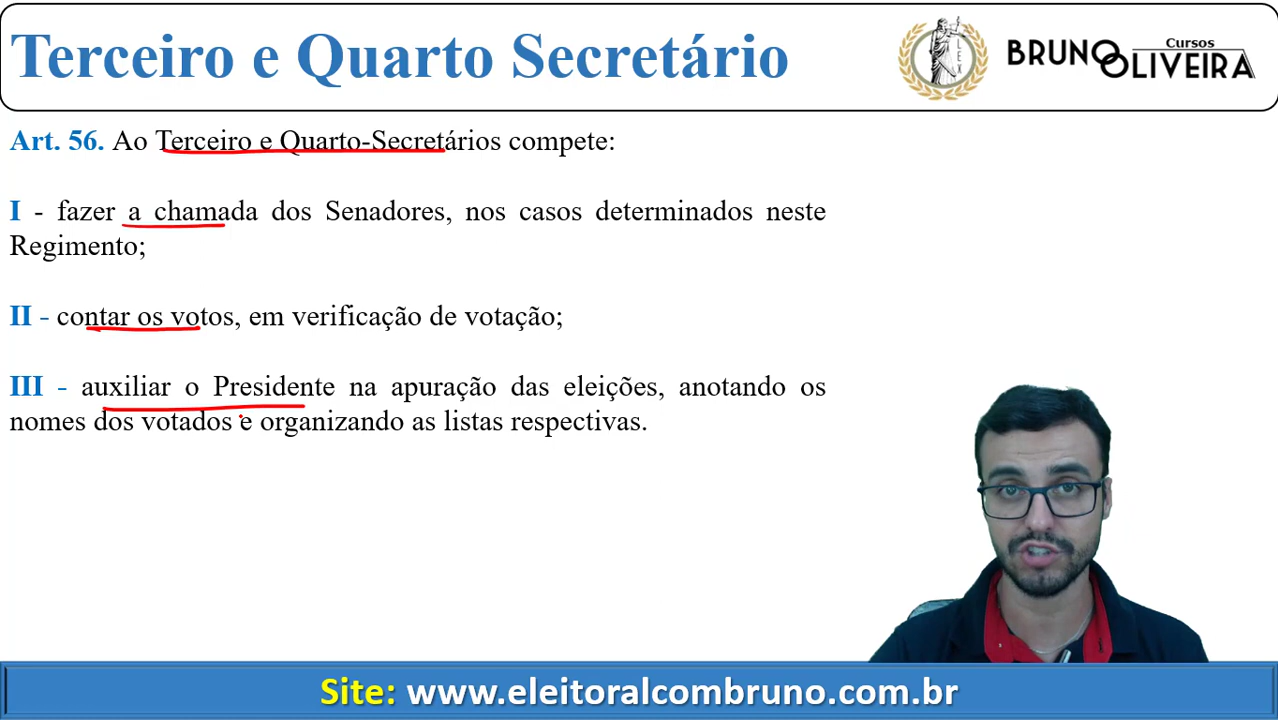 Terceiro e Quarto Secretário
LEX
Cursos
BRUNO OLIVEIRA
Art. 56. Ao Terceiro e Quarto-Secretários compete:
I - fazer a chamada dos Senadores, nos casos determinados neste
Regimento;
II - contar os votos, em verificação de votação;
III - auxiliar o Presidente na apuração das eleições, anotando os
nomes dos votados e organizando as listas respectivas.
Site: www.eleitoralcombruno.com.br